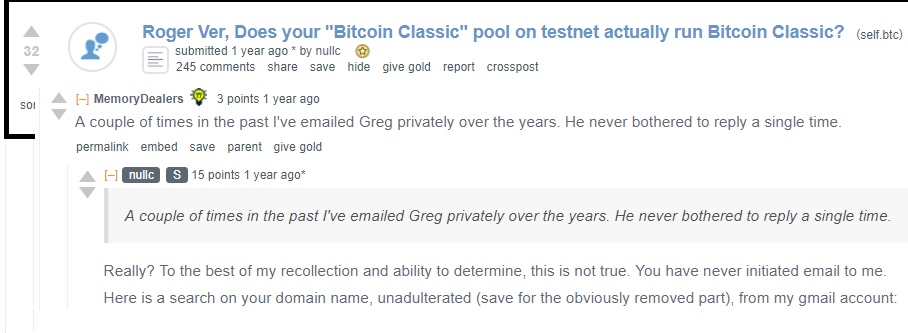 32
Roger Ver, Does your "Bitcoin Classic" pool on testnet actually run Bitcoin Classic? (self.btc)
submitted 1 year ago * by nullc
245 comments share save hide give gold report crosspost
[–] MemoryDealers 3 points 1 year ago
A couple of times in the past I've emailed Greg privately over the years. He never bothered to reply a single time.
permalink embed save parent give gold
[–] nullc S 15 points 1 year ago*
A couple of times in the past I've emailed Greg privately over the years. He never bothered to reply a single time.
Really? To the best of my recollection and ability to determine, this is not true. You have never initiated email to me.
Here is a search on your domain name, unadulterated (save for the obviously removed part), from my gmail account: